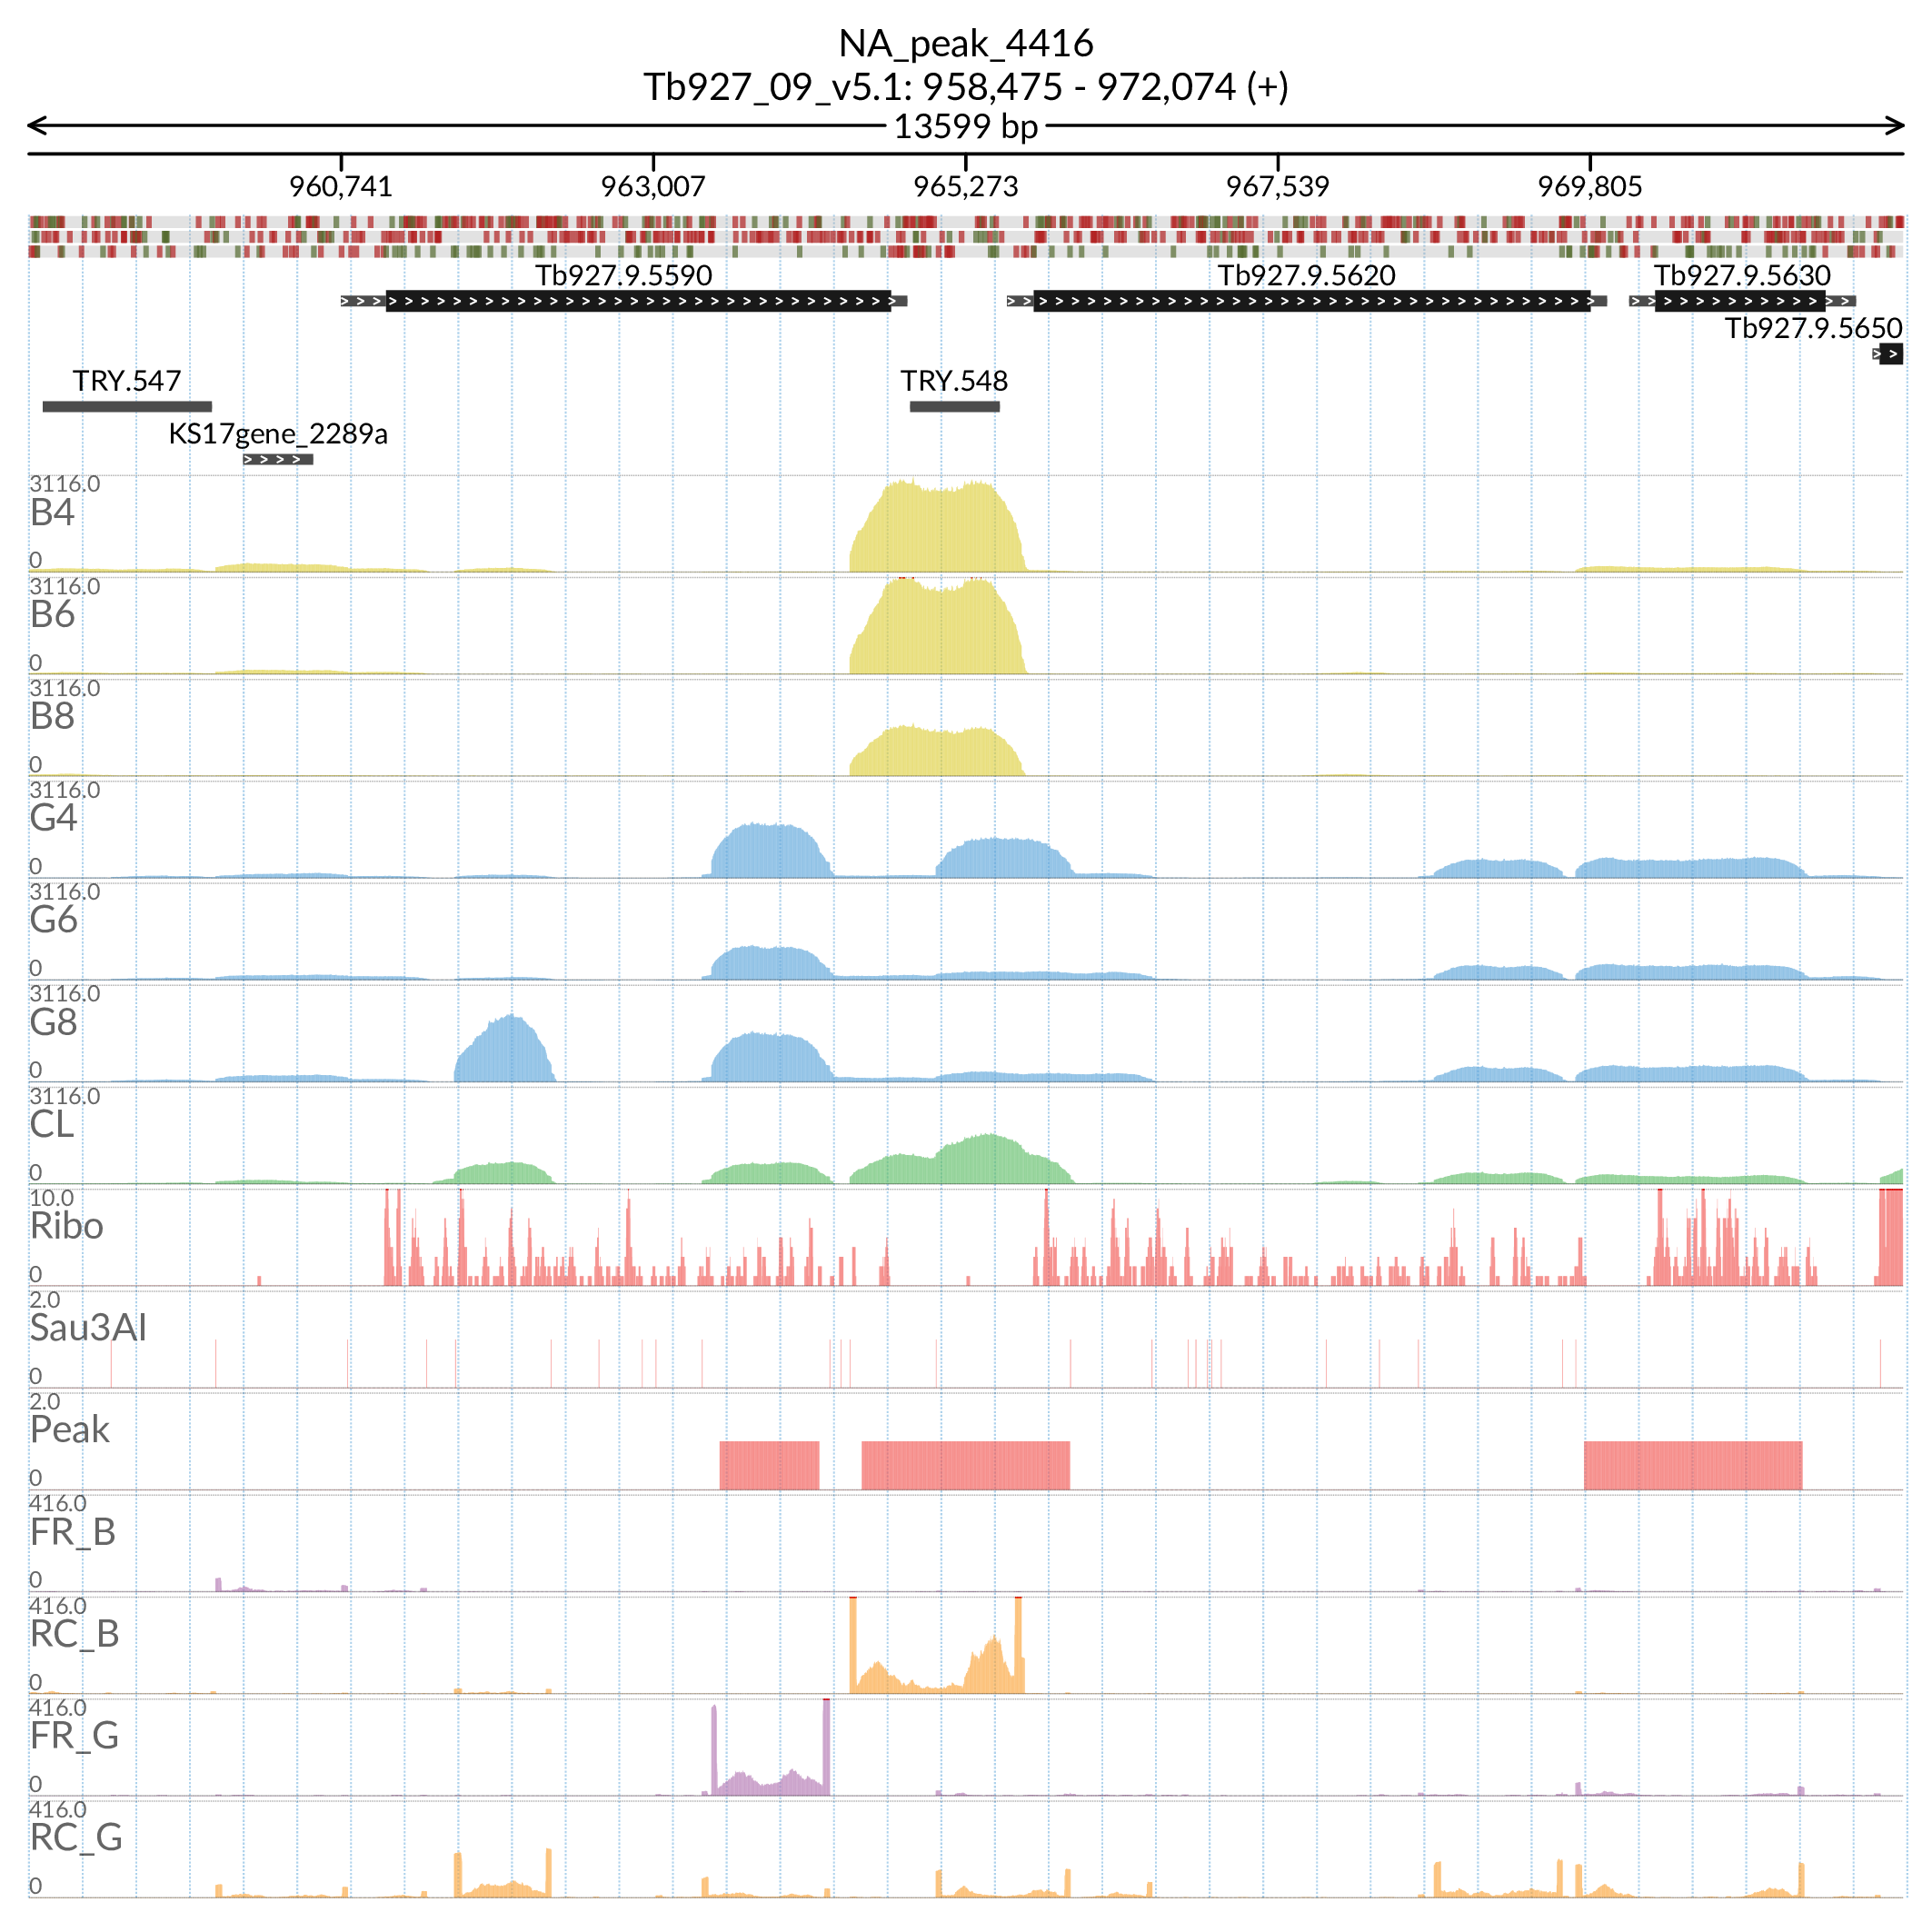 NA_peak_4416
Tb927_09_v5.1: 958,475 - 972,074 (+)
13599 bp
960,741 963,007 965,273 967,539 969,805
Tb927.9.5590 Tb927.9.5620 Tb927.9.5630
Tb927.9.5650
TRY.547 TRY.548
KS17gene_2289a
3116.0
B4
0
3116.0
B6
0
3116.0
B8
0
3116.0
G4
0
3116.0
G6
0
3116.0
G8
0
3116.0
CL
0
10.0
Ribo
0
2.0
Sau3AI
0
2.0
Peak
0
416.0
FR_B
0
416.0
RC_B
0
416.0
FR_G
0
416.0
RC_G
0